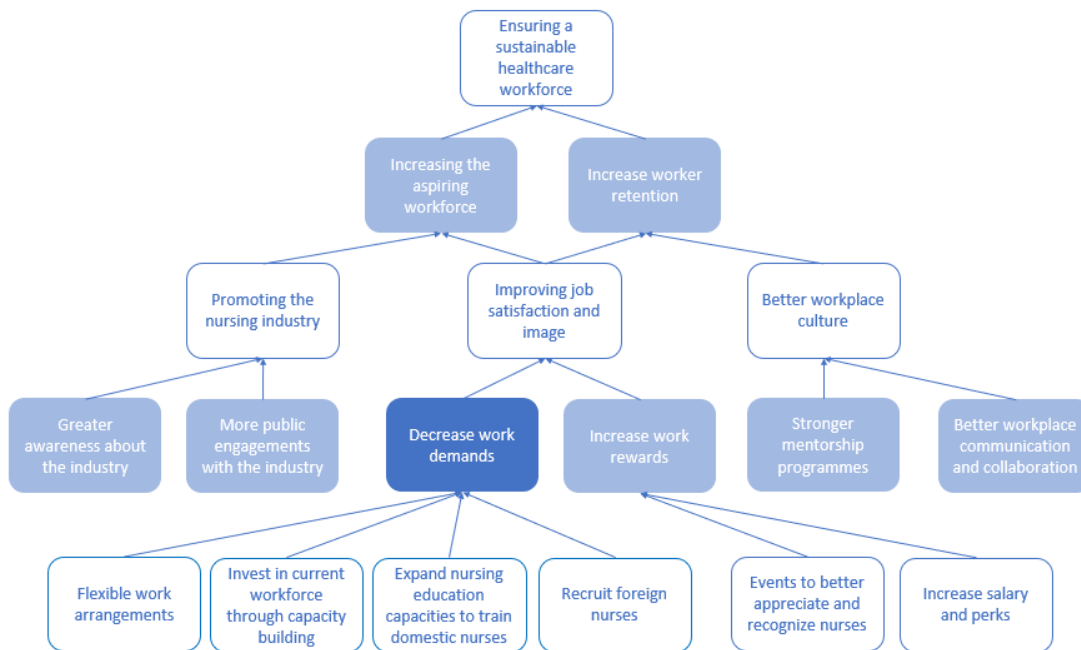 Ensuring a
sustainable
healthcare
workforce
Increasing the
aspiring
workforce
Increase worker
retention
Promoting the
nursing industry
Improving job
satisfaction and
image
Better workplace
culture
Greater
awareness about
the industry
More public
engagements
with the industry
Decrease work
demands
Increase work
rewards
Stronger
mentorship
programmes
Better workplace
communication
and collaboration
Flexible work
arrangements
Invest in current
workforce
through capacity
building
Expand nursing
education
capacities to train
domestic nurses
Recruit foreign
nurses
Events to better
appreciate and
recognize nurses
Increase salary
and perks